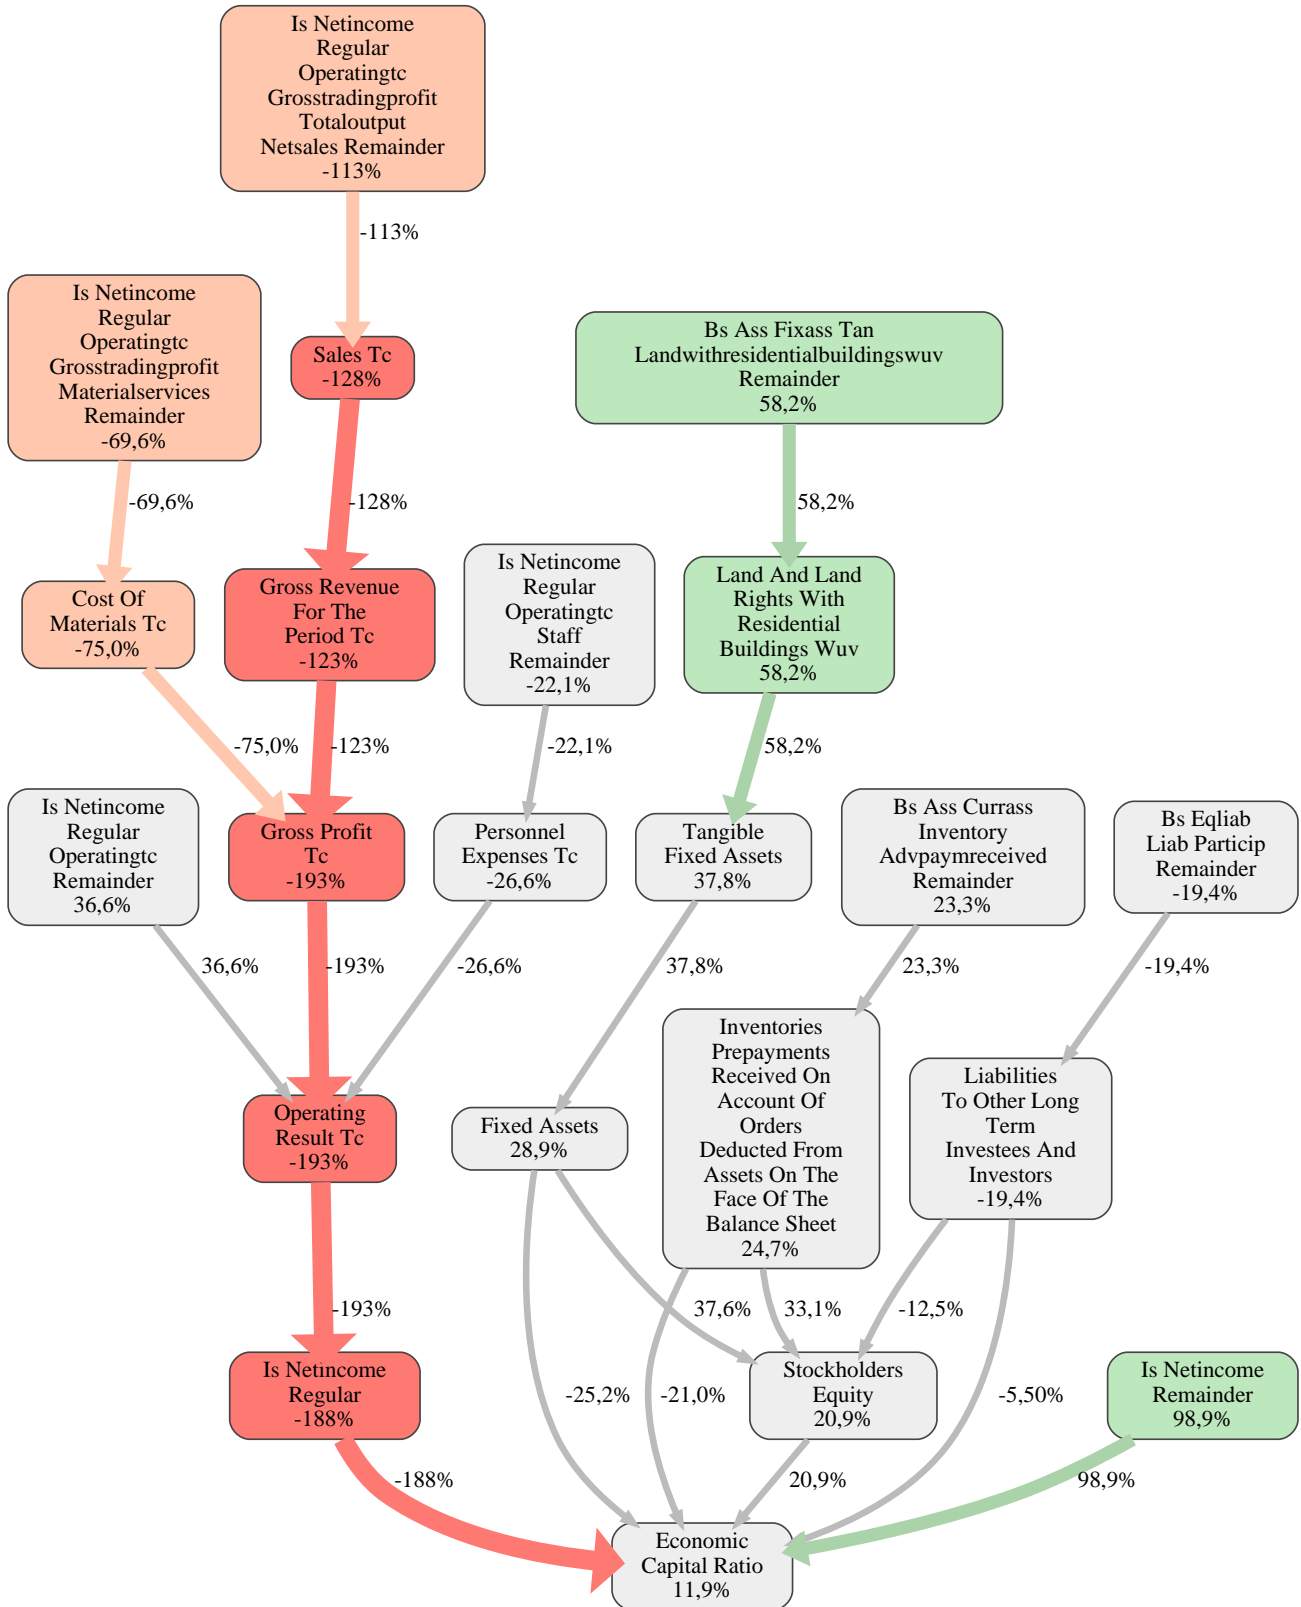 Is Netincome
Regular
Operatingtc
Grosstradingprofit
Totaloutput
Netsales Remainder
-113%
-113%
Is Netincome
Regular
Operatingtc
Grosstradingprofit
Materialservices
Remainder
-69,6%
Sales Tc
-128%
Bs Ass Fixass Tan
Landwithresidentialbuildingswuv
Remainder
58,2%
-69,6%
-128%
58,2%
Cost Of
Materials Tc
-75,0%
Gross Revenue
For The
Period Tc
-123%
Is Netincome
Regular
Operatingtc
Staff
Remainder
-22,1%
Land And Land
Rights With
Residential
Buildings Wuv
58,2%
-75,0%
-123%
-22,1%
58,2%
Is Netincome
Regular
Operatingtc
Remainder
36,6%
Gross Profit
Tc
-193%
Personnel
Expenses Tc
-26,6%
Tangible
Fixed Assets
37,8%
Bs Ass Currass
Inventory
Advpaymreceived
Remainder
23,3%
Bs Eqliab
Liab Particip
Remainder
-19,4%
36,6%
-193%
-26,6%
37,8%
23,3%
-19,4%
Operating
Result Tc
-193%
Fixed Assets
28,9%
Inventories
Prepayments
Received On
Account Of
Orders
Deducted From
Assets On The
Face Of The
Balance Sheet
24,7%
Liabilities
To Other Long
Term
Investees And
Investors
-19,4%
-193%
37,6%
33,1%
-12,5%
Is Netincome
Regular
-188%
-25,2%
-21,0%
Stockholders
Equity
20,9%
-5,50%
Is Netincome
Remainder
98,9%
-188%
20,9%
98,9%
Economic
Capital Ratio
11,9%